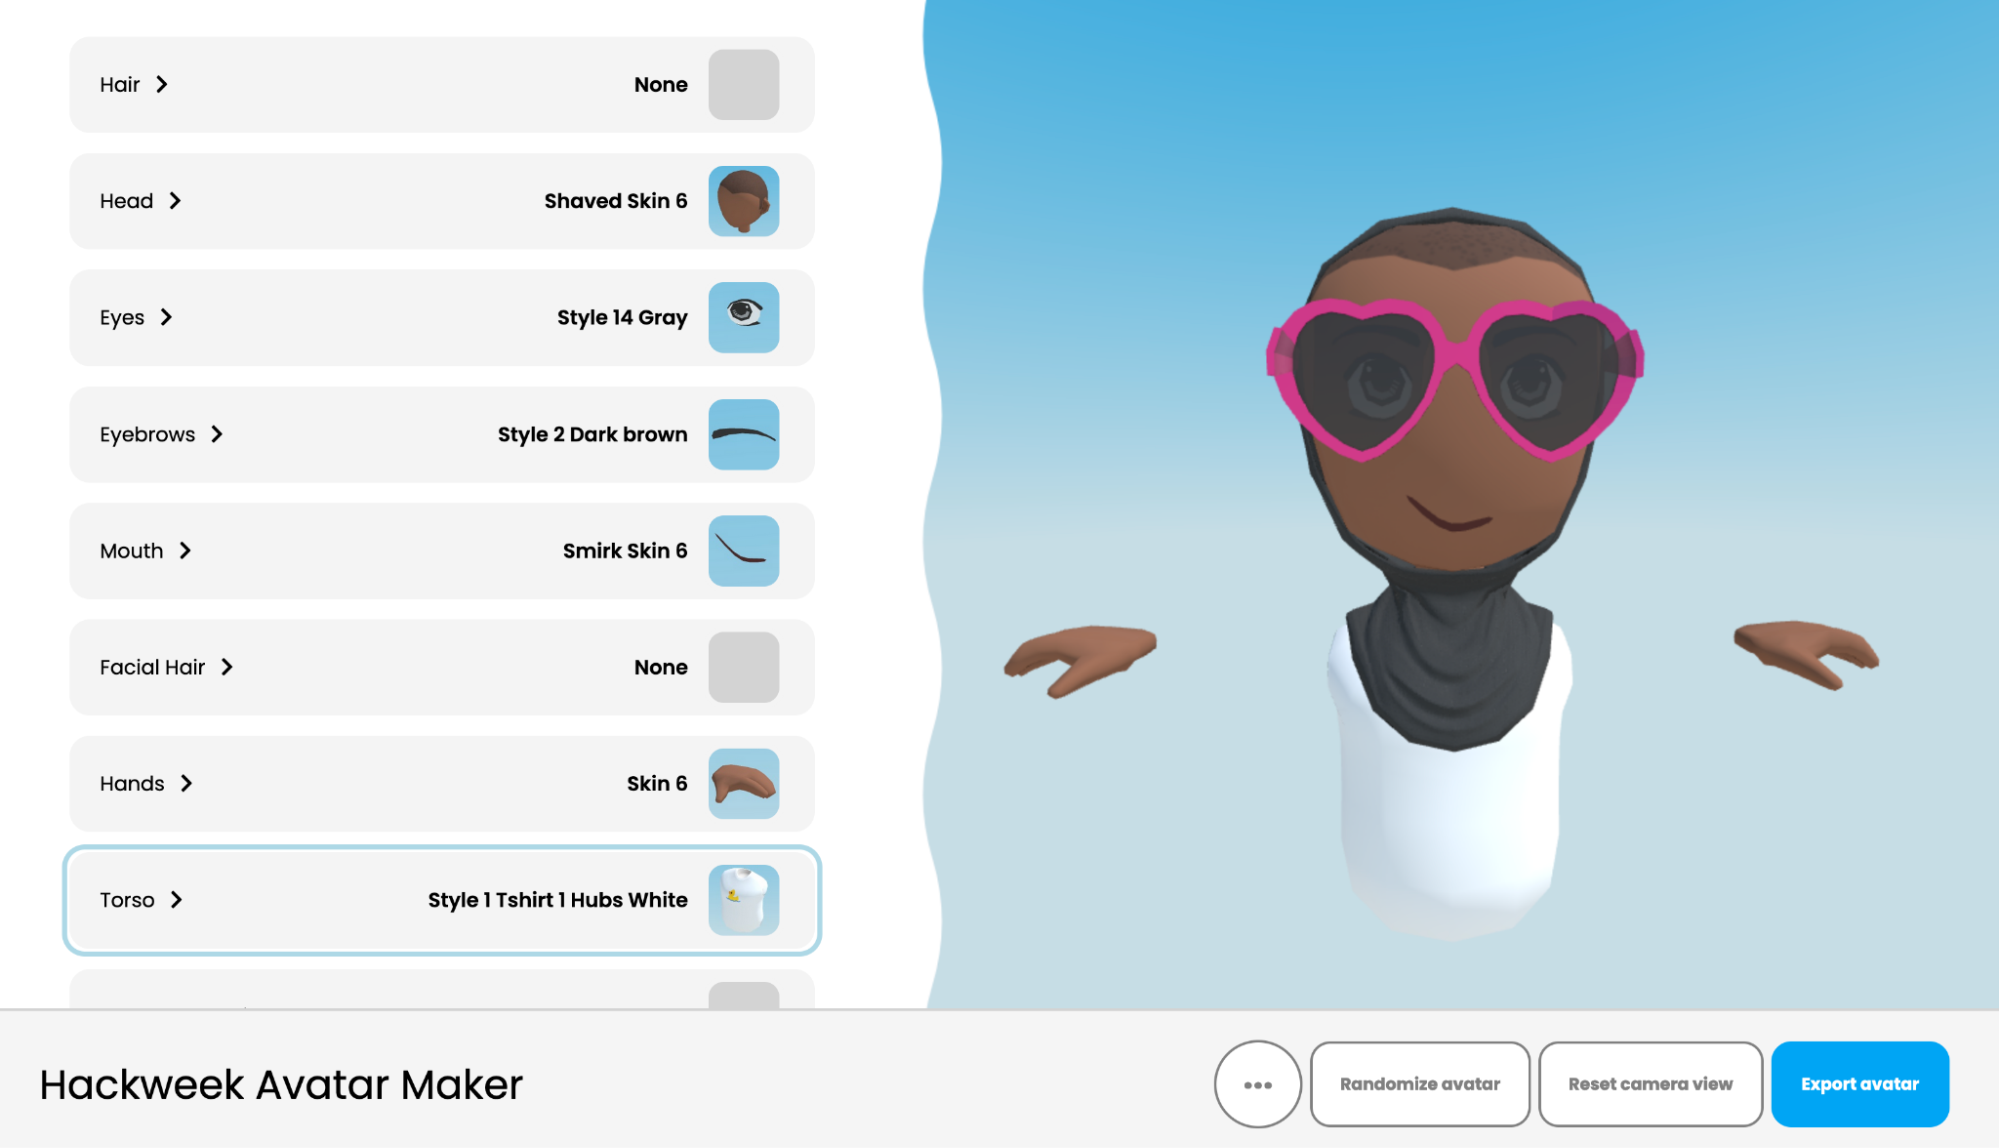 Hair
None
Head
Shaved Skin 6
Eyes
Style 14 Gray
Eyebrows
Style 2 Dark brown
Mouth
Smirk Skin 6
Facial Hair
None
Hands
Skin 6
Torso
Style 1 Tshirt 1 Hubs White
Hackweek Avatar Maker
Randomize avatar
Reset camera view
Export avatar